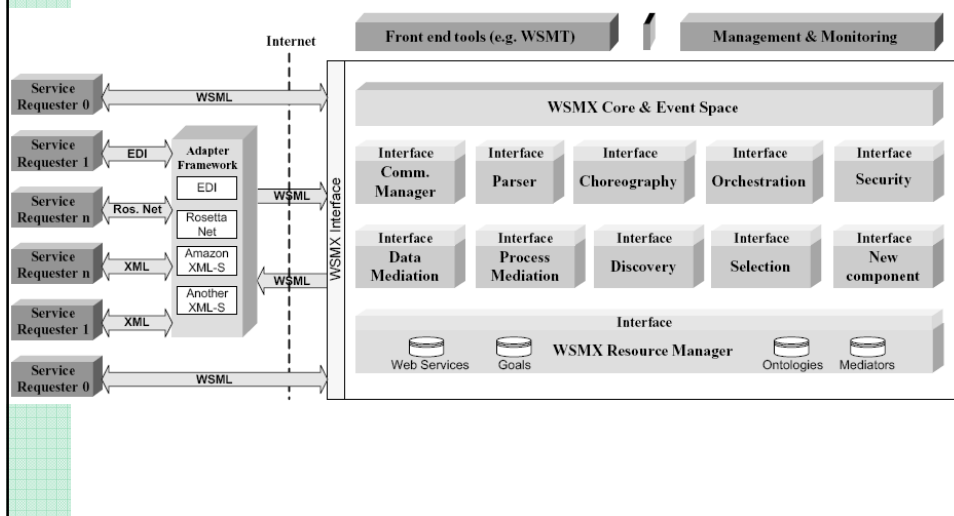 Front end tools (e.g. WSMT)
Management & Monitoring
Internet
Service
Requester 0
WSML
Service
Requester 1
EDI
Service
Requester n
Ros. Net
Service
Requester n
XML
Service
Requester 1
XML
Service
Requester 0
WSML
Adapter
Framework
EDI
Rosetta
Net
Amazon
XML-S
Another
XML-S
WSML
WSML
WSMX Interface
WSMX Core & Event Space
Interface
Comm.
Manager
Interface
Parser
Interface
Choreography
Interface
Orchestration
Interface
Security
Interface
Data
Mediation
Interface
Process
Mediation
Interface
Discovery
Interface
Selection
Interface
New
component
Interface
WSMX Resource Manager
Web Services
Goals
Ontologies
Mediators